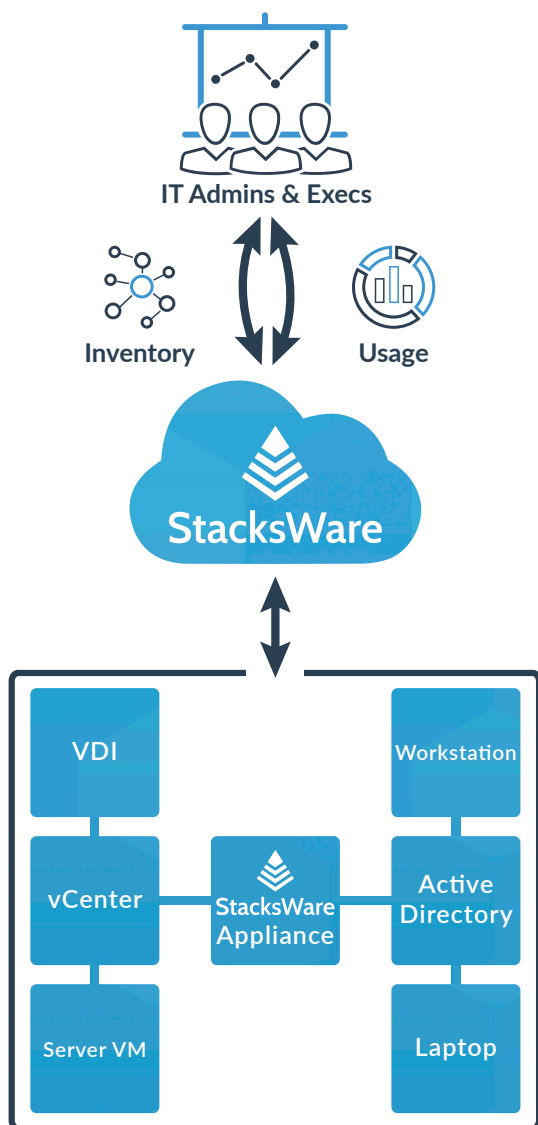 IT Admins & Execs
Inventory
Usage
StacksWare
VDI
Workstation
vCenter
StacksWare
Appliance
Active
Directory
Server VM
Laptop